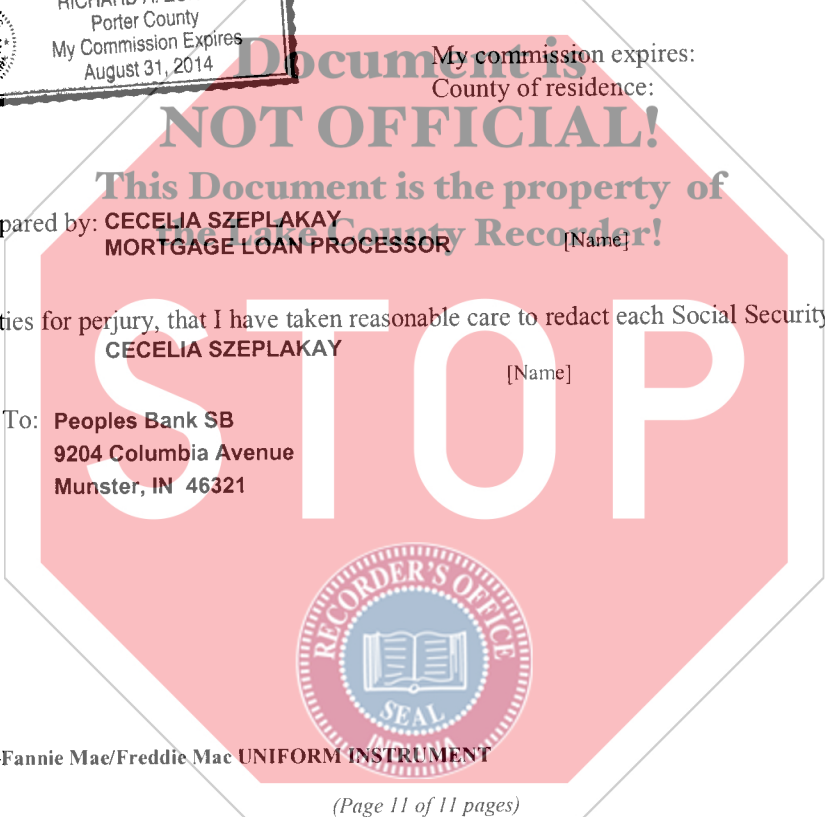 Porter County
My Commission Expires
August 31, 2014
My commission expires:
County of residence:
Document is
NOT OFFICIAL!
This Document is the property of
the Lake County Recorder!
pared by: CECELIA SZEPLAKAY
MORTGAGE LOAN PROCESSOR [Name]
ties for perjury, that I have taken reasonable care to redact each Social Security
CECELIA SZEPLAKAY
[Name]
To: Peoples Bank SB
9204 Columbia Avenue
Munster, IN 46321
STOP
RECORDER'S OFFICE
SEAL
INDIANA
-Fannie Mae/Freddie Mac UNIFORM INSTRUMENT
(Page 11 of 11 pages)